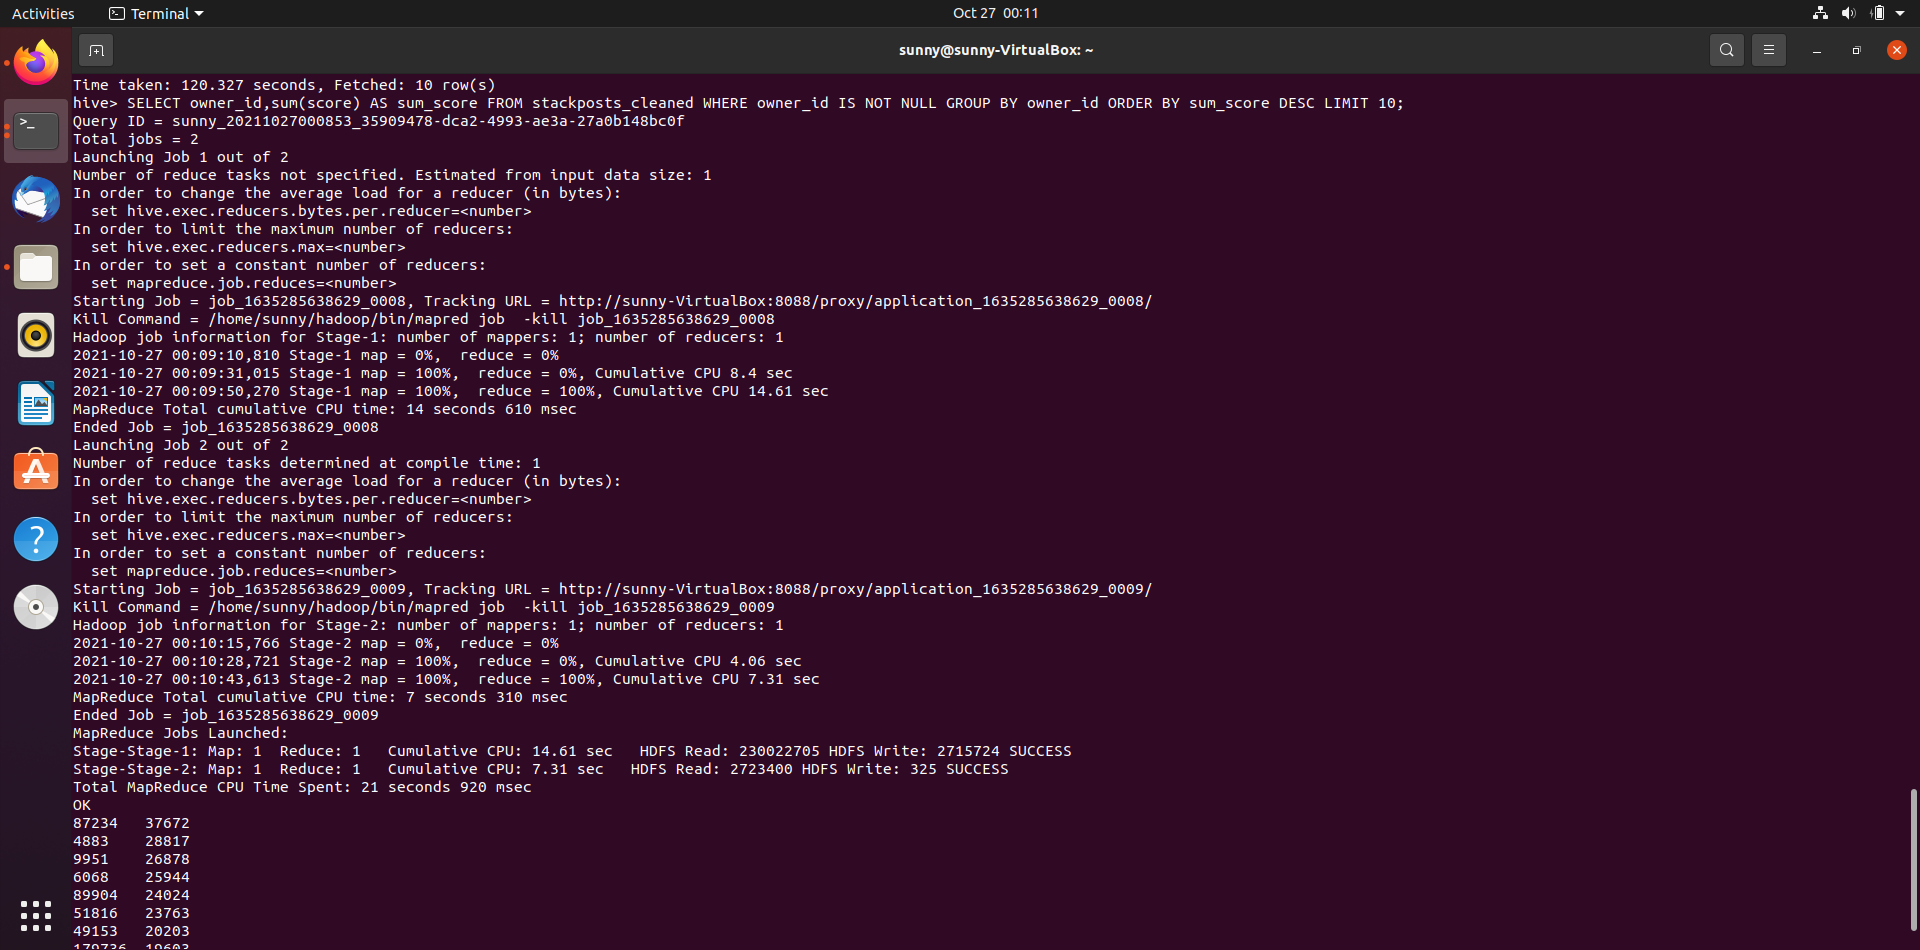 Activities
Terminal
Oct 27 00:11
sunny@sunny-VirtualBox: ~
Time taken: 120.327 seconds, Fetched: 10 row(s)
hive> SELECT owner_id,sum(score) AS sum_score FROM stackposts_cleaned WHERE owner_id IS NOT NULL GROUP BY owner_id ORDER BY sum_score DESC LIMIT 10;
Query ID = sunny_20211027000853_35909478-dca2-4993-ae3a-27a0b148bc0f
Total jobs = 2
Launching Job 1 out of 2
Number of reduce tasks not specified. Estimated from input data size: 1
In order to change the average load for a reducer (in bytes):
  set hive.exec.reducers.bytes.per.reducer=<number>
In order to limit the maximum number of reducers:
  set hive.exec.reducers.max=<number>
In order to set a constant number of reducers:
  set mapreduce.job.reduces=<number>
Starting Job = job_1635285638629_0008, Tracking URL = http://sunny-VirtualBox:8088/proxy/application_1635285638629_0008/
Kill Command = /home/sunny/hadoop/bin/mapred job  -kill job_1635285638629_0008
Hadoop job information for Stage-1: number of mappers: 1; number of reducers: 1
2021-10-27 00:09:10,810 Stage-1 map = 0%,  reduce = 0%
2021-10-27 00:09:31,015 Stage-1 map = 100%,  reduce = 0%, Cumulative CPU 8.4 sec
2021-10-27 00:09:50,270 Stage-1 map = 100%,  reduce = 100%, Cumulative CPU 14.61 sec
MapReduce Total cumulative CPU time: 14 seconds 610 msec
Ended Job = job_1635285638629_0008
Launching Job 2 out of 2
Number of reduce tasks determined at compile time: 1
In order to change the average load for a reducer (in bytes):
  set hive.exec.reducers.bytes.per.reducer=<number>
In order to limit the maximum number of reducers:
  set hive.exec.reducers.max=<number>
In order to set a constant number of reducers:
  set mapreduce.job.reduces=<number>
Starting Job = job_1635285638629_0009, Tracking URL = http://sunny-VirtualBox:8088/proxy/application_1635285638629_0009/
Kill Command = /home/sunny/hadoop/bin/mapred job  -kill job_1635285638629_0009
Hadoop job information for Stage-2: number of mappers: 1; number of reducers: 1
2021-10-27 00:10:15,766 Stage-2 map = 0%,  reduce = 0%
2021-10-27 00:10:28,721 Stage-2 map = 100%,  reduce = 0%, Cumulative CPU 4.06 sec
2021-10-27 00:10:43,613 Stage-2 map = 100%,  reduce = 100%, Cumulative CPU 7.31 sec
MapReduce Total cumulative CPU time: 7 seconds 310 msec
Ended Job = job_1635285638629_0009
MapReduce Jobs Launched:
Stage-Stage-1: Map: 1  Reduce: 1   Cumulative CPU: 14.61 sec   HDFS Read: 230022705 HDFS Write: 2715724 SUCCESS
Stage-Stage-2: Map: 1  Reduce: 1   Cumulative CPU: 7.31 sec   HDFS Read: 2723400 HDFS Write: 325 SUCCESS
Total MapReduce CPU Time Spent: 21 seconds 920 msec
OK
87234   37672
4883    28817
9951    26878
6068    25944
89904   24024
51816   23763
49153   20203
179736  19603